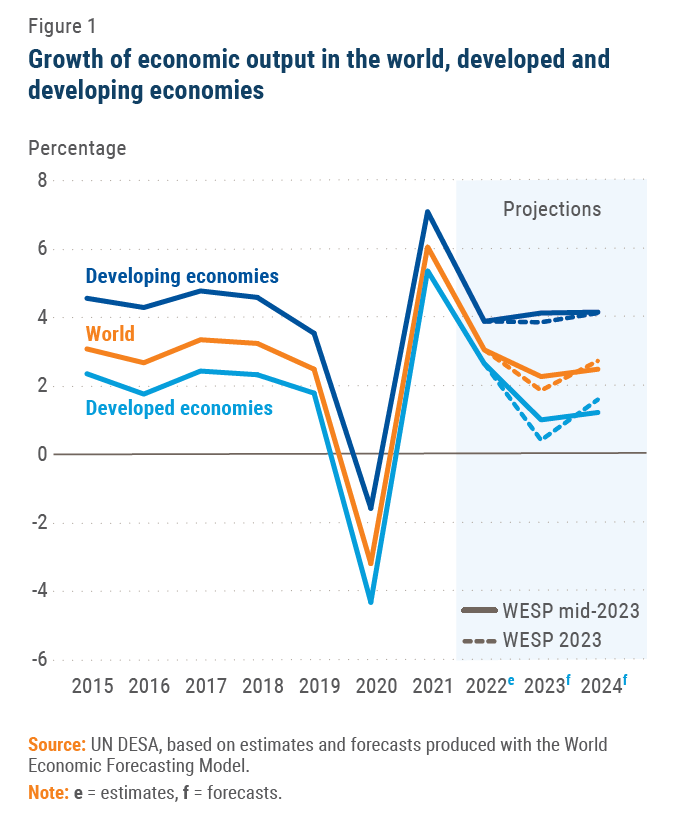 Figure 1
Growth of economic output in the world, developed and
developing economies
Percentage
8
Projections
6
Developing economies
4
World
2
Developed economies
0
-2
-4
WESP mid-2023
WESP 2023
-6
2015 2016 2017 2018 2019 2020 2021 2022e 2023f 2024f
Source: UN DESA, based on estimates and forecasts produced with the World
Economic Forecasting Model.
Note: e = estimates, f = forecasts.